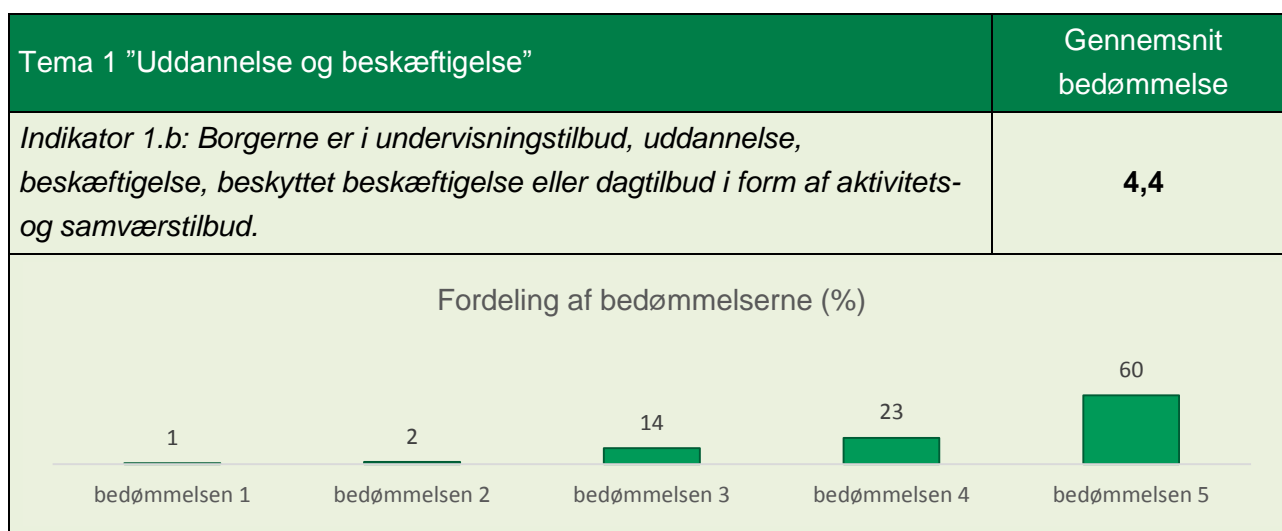 Tema 1 ”Uddannelse og beskæftigelse”
Gennemsnit
bedømmelse
Indikator 1.b: Borgerne er i undervisningstilbud, uddannelse,
beskæftigelse, beskyttet beskæftigelse eller dagtilbud i form af aktivitets-
og samværstilbud.
4,4
Fordeling af bedømmelserne (%)
1
2
14
23
60
bedømmelsen 1
bedømmelsen 2
bedømmelsen 3
bedømmelsen 4
bedømmelsen 5